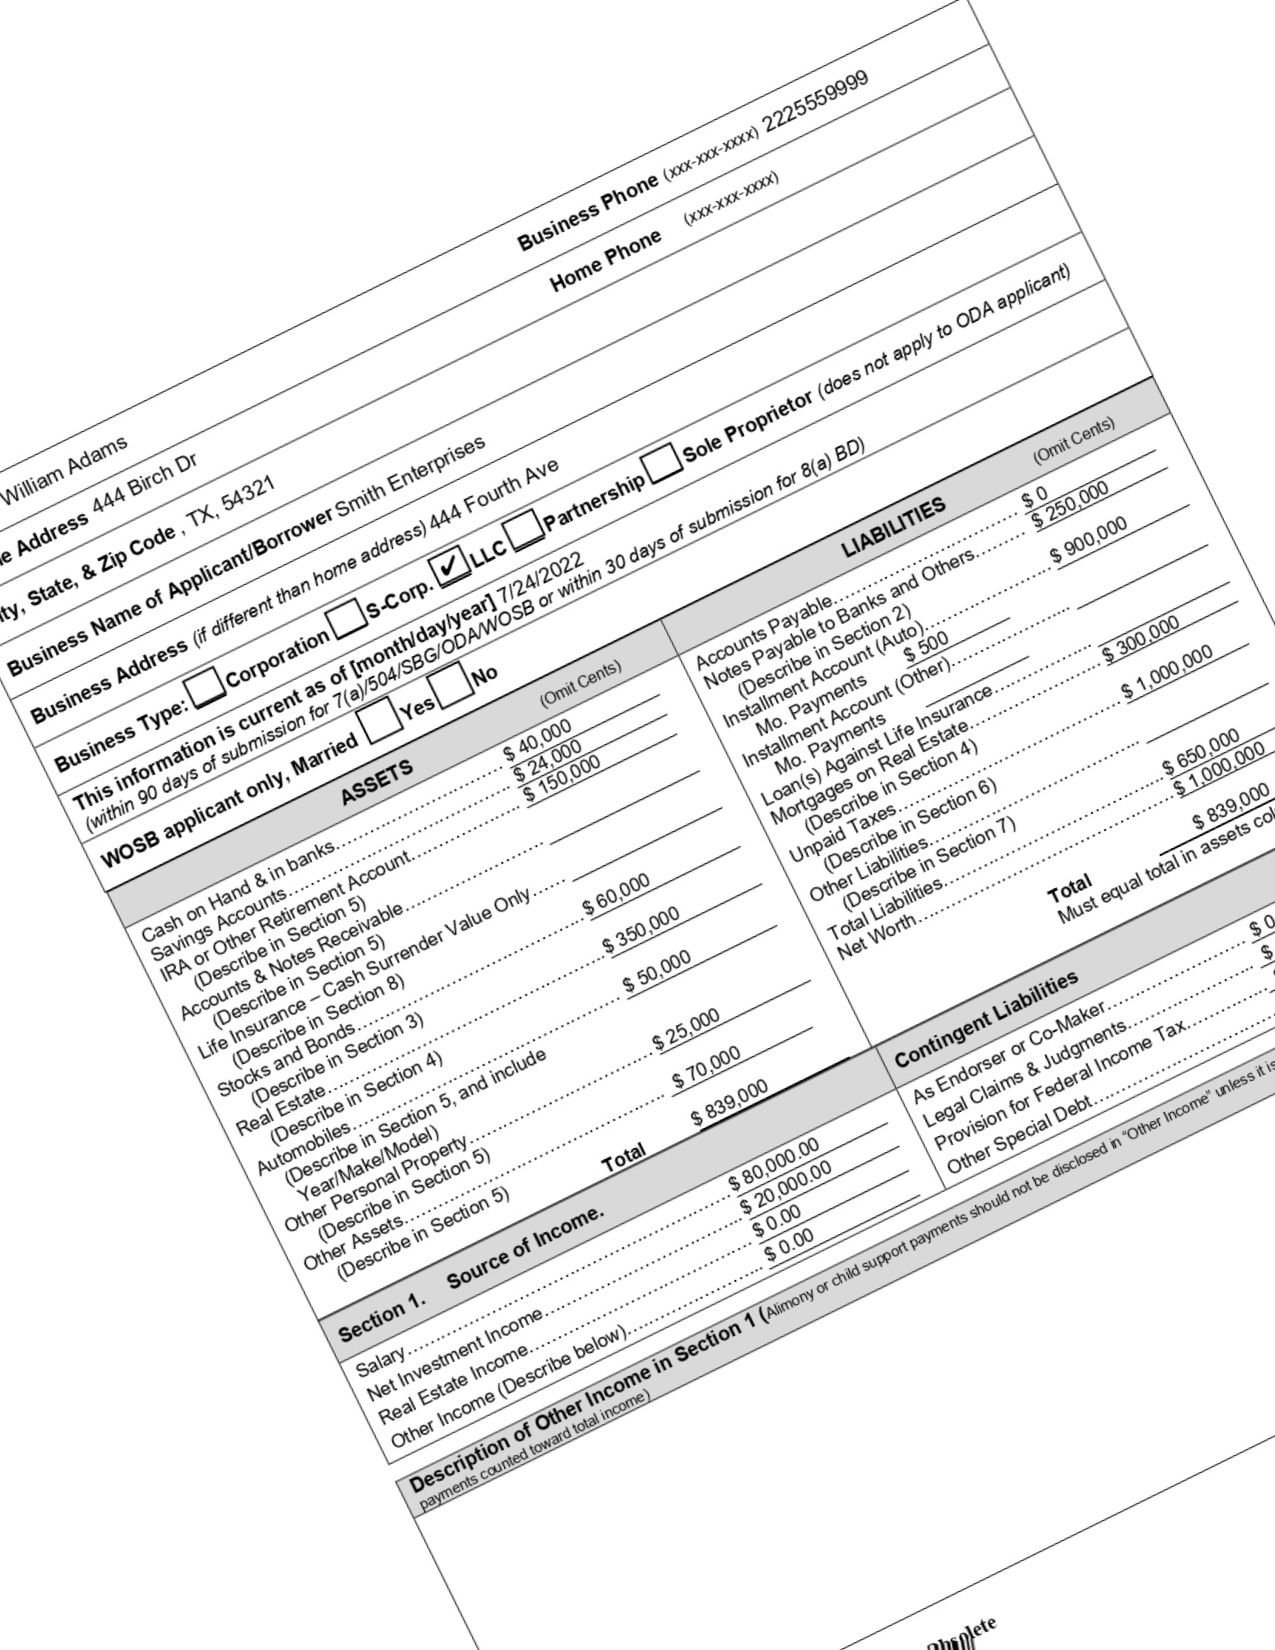 William Adams
Business Phone (xxx-xxx-xxxx) 2225559999
Address 444 Birch Dr
Home Phone (xxx-xxx-xxxx)
State, & Zip Code , TX, 54321
Business Name of Applicant/Borrower Smith Enterprises
Business Address (if different than home address) 444 Fourth Ave
Business Type: Corporation S-Corp. ✔ LLC Partnership Sole Proprietor (does not apply to ODA applicant)
This information is current as of [month/day/year] 7/24/2022
(within 90 days of submission for 7(a)/504/SBG/ODA/WOSB or within 30 days of submission for 8(a) BD)
WOSB applicant only, Married Yes No
ASSETS (Omit Cents)
Cash on Hand & in banks $ 40,000
Savings Accounts $ 24,000
IRA or Other Retirement Account $ 150,000
(Describe in Section 5)
Accounts & Notes Receivable
(Describe in Section 5)
Life Insurance – Cash Surrender Value Only
(Describe in Section 8)
Stocks and Bonds $ 60,000
(Describe in Section 3)
Real Estate $ 350,000
(Describe in Section 4)
Automobiles $ 50,000
(Describe in Section 5, and include
Year/Make/Model)
Other Personal Property $ 25,000
(Describe in Section 5)
Other Assets $ 70,000
(Describe in Section 5)
Total $ 839,000
LIABILITIES (Omit Cents)
Accounts Payable $ 0
Notes Payable to Banks and Others $ 250,000
(Describe in Section 2)
Installment Account (Auto) $ 900,000
Mo. Payments $ 500
Installment Account (Other)
Mo. Payments
Loan(s) Against Life Insurance
Mortgages on Real Estate $ 300,000
(Describe in Section 4)
Unpaid Taxes $ 1,000,000
(Describe in Section 6)
Other Liabilities
(Describe in Section 7)
Total Liabilities $ 650,000
Net Worth $ 1,000,000
Total $ 839,000
Must equal total in assets
Section 1. Source of Income.
Salary $ 80,000.00
Net Investment Income $ 20,000.00
Real Estate Income $ 0.00
Other Income (Describe below) $ 0.00
Contingent Liabilities
As Endorser or Co-Maker $ 0
Legal Claims & Judgments $
Provision for Federal Income Tax
Other Special Debt
Description of Other Income in Section 1 (Alimony or child support payments should not be disclosed in “Other Income” unless it is
payments counted toward total income)